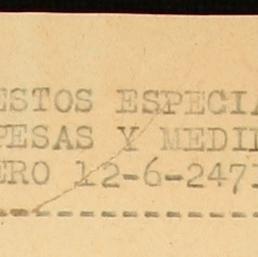 ESTOS ESPECIA
PESAS Y MEDI
ERO 12-6-247
---------------